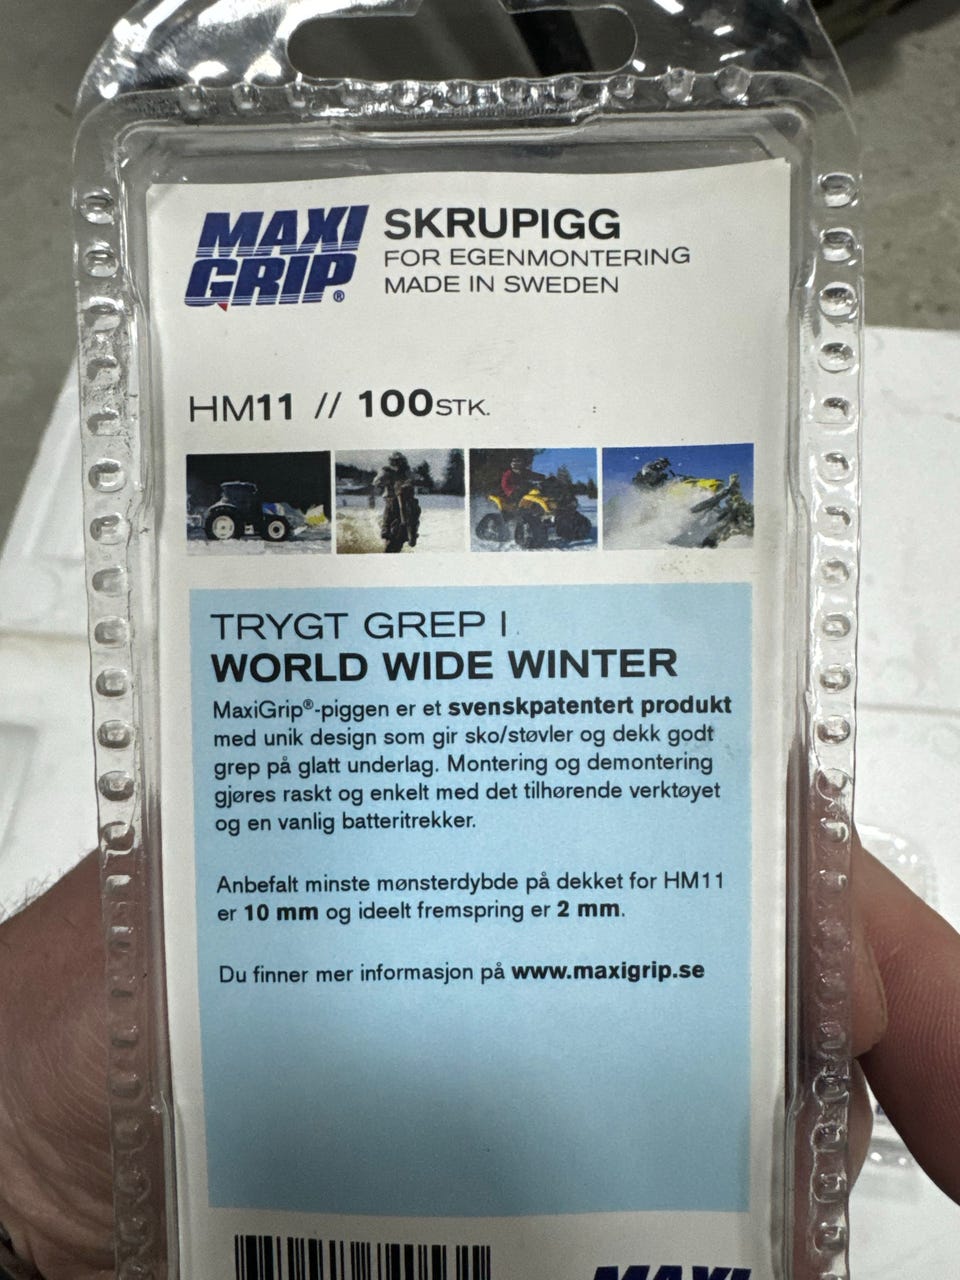 MAXI
GRIP®
SKRUPIGG
FOR EGENMONTERING
MADE IN SWEDEN
HM11 // 100STK.
TRYGT GREP I
WORLD WIDE WINTER
MaxiGrip®-piggen er et svenskpatentert produkt
med unik design som gir sko/støvler og dekk godt
grep på glatt underlag. Montering og demontering
gjøres raskt og enkelt med det tilhørende verktøyet
og en vanlig batteritrekker.
Anbefalt minste mønsterdybde på dekket for HM11
er 10 mm og ideelt fremspring er 2 mm.
Du finner mer informasjon på www.maxigrip.se
MAXI